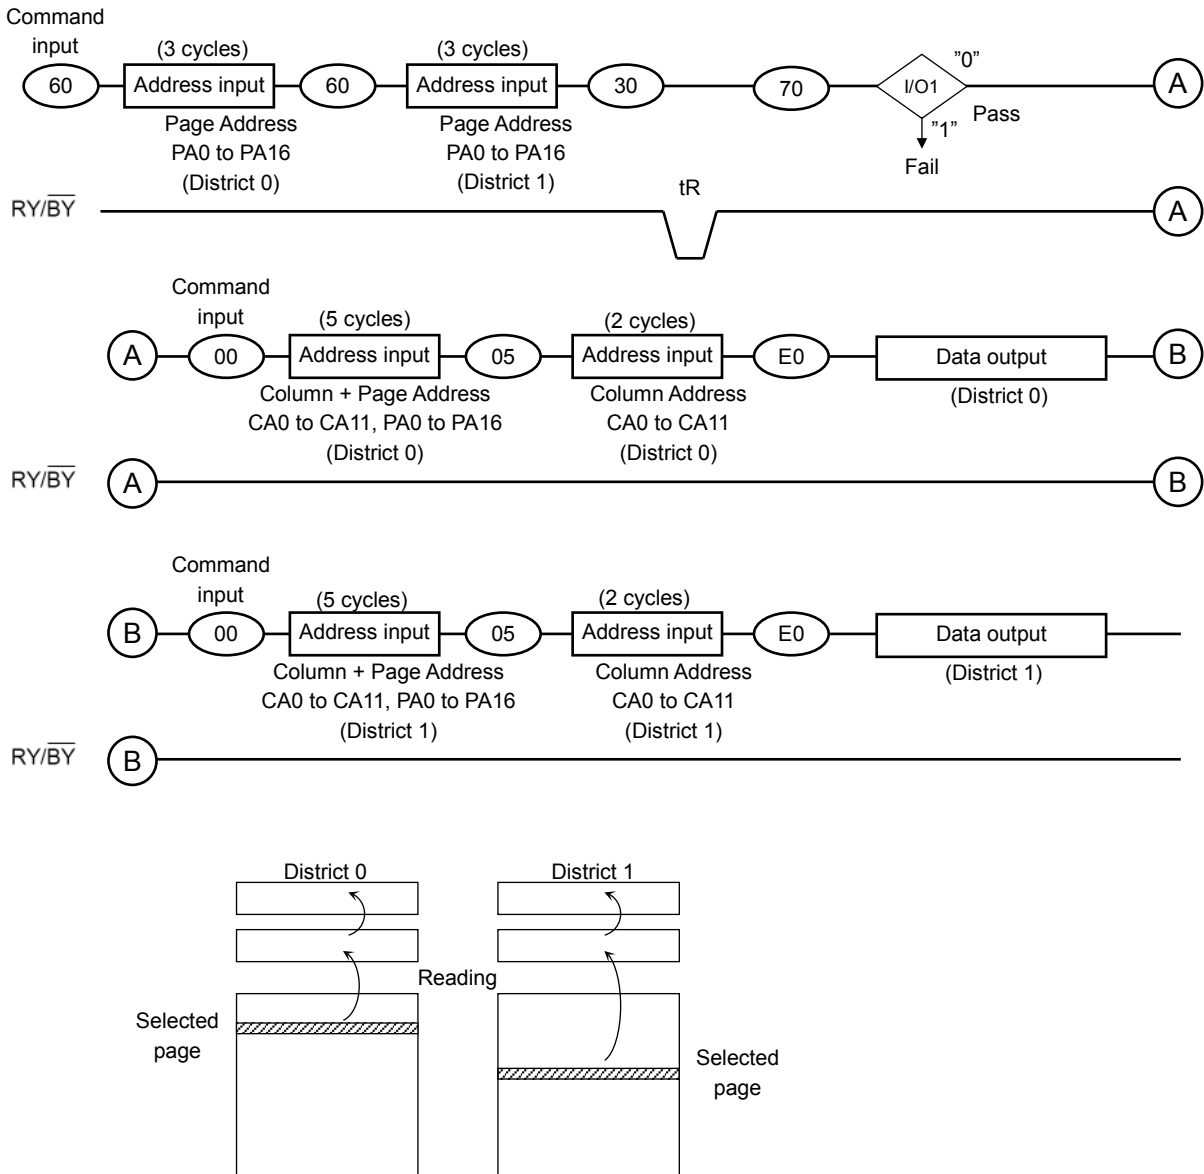 Command
input
(3 cycles)
(3 cycles)
60
Address input
60
Address input
30
70
I/O1
"0"
A
Pass
"1"
Fail
Page Address
PA0 to PA16
(District 0)
Page Address
PA0 to PA16
(District 1)
tR
RY/B̅Y̅
A
Command
input
(5 cycles)
(2 cycles)
A
00
Address input
05
Address input
E0
Data output
B
Column + Page Address
CA0 to CA11, PA0 to PA16
(District 0)
Column Address
CA0 to CA11
(District 0)
(District 0)
RY/B̅Y̅
A
B
Command
input
(5 cycles)
(2 cycles)
B
00
Address input
05
Address input
E0
Data output
Column + Page Address
CA0 to CA11, PA0 to PA16
(District 1)
Column Address
CA0 to CA11
(District 1)
(District 1)
RY/B̅Y̅
B
District 0
District 1
Reading
Selected
page
Selected
page